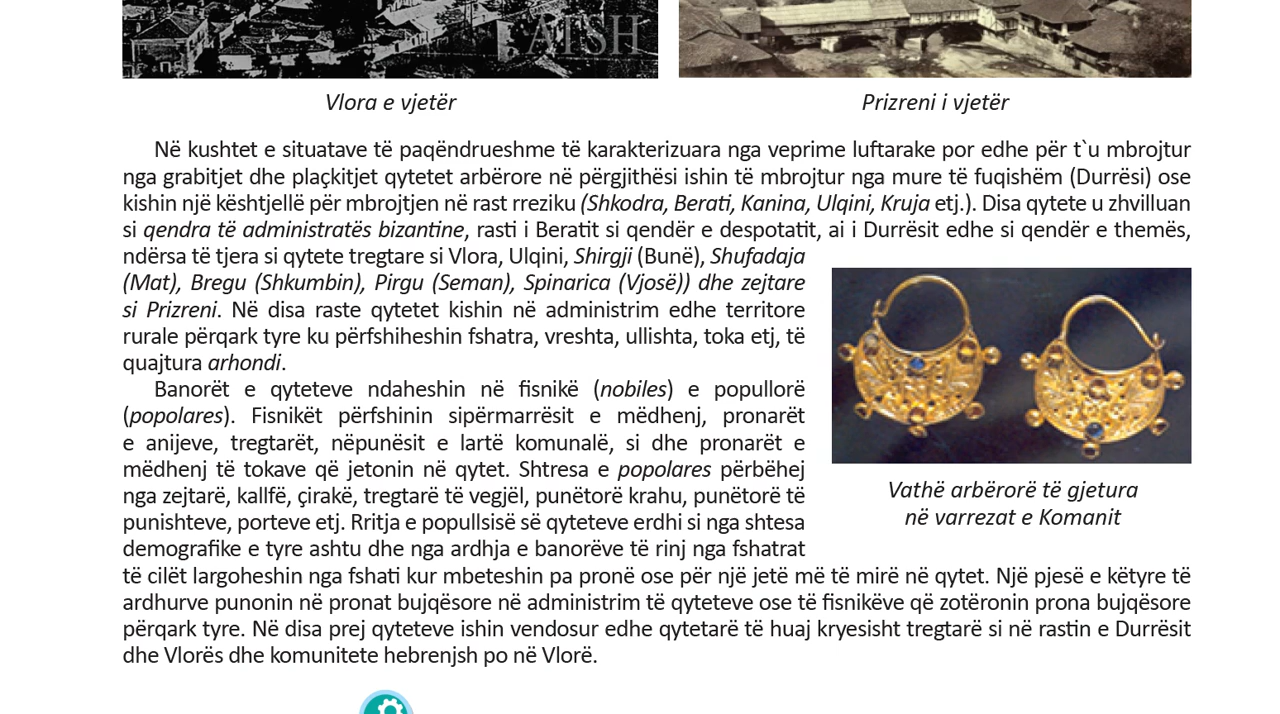 AISH
Vlora e vjetër
Prizreni i vjetër
Në kushtet e situatave të paqëndrueshme të karakterizuara nga veprime luftarake por edhe për t`u mbrojtur
nga grabitjet dhe plaçkitjet qytetet arbërore në përgjithësi ishin të mbrojtur nga mure të fuqishëm (Durrësi) ose
kishin një kështjellë për mbrojtjen në rast rreziku (Shkodra, Berati, Kanina, Ulqini, Kruja etj.). Disa qytete u zhvilluan
si qendra të administratës bizantine, rasti i Beratit si qendër e despotatit, ai i Durrësit edhe si qendër e themës,
ndërsa të tjera si qytete tregtare si Vlora, Ulqini, Shirgji (Bunë), Shufadaja
(Mat), Bregu (Shkumbin), Pirgu (Seman), Spinarica (Vjosë)) dhe zejtare
si Prizreni. Në disa raste qytetet kishin në administrim edhe territore
rurale përqark tyre ku përfshiheshin fshatra, vreshta, ullishta, toka etj, të
quajtura arhondi.
Banorët e qyteteve ndaheshin në fisnikë (nobiles) e popullorë
(popolares). Fisnikët përfshinin sipërmarrësit e mëdhenj, pronarët
e anijeve, tregtarët, nëpunësit e lartë komunalë, si dhe pronarët e
mëdhenj të tokave që jetonin në qytet. Shtresa e popolares përbëhej
nga zejtarë, kallfë, çirakë, tregtarë të vegjël, punëtorë krahu, punëtorë të
punishteve, porteve etj. Rritja e popullsisë së qyteteve erdhi si nga shtesa
demografike e tyre ashtu dhe nga ardhja e banorëve të rinj nga fshatrat
të cilët largoheshin nga fshati kur mbeteshin pa pronë ose për një jetë më të mirë në qytet. Një pjesë e këtyre të
ardhurve punonin në pronat bujqësore në administrim të qyteteve ose të fisnikëve që zotëronin prona bujqësore
përqark tyre. Në disa prej qyteteve ishin vendosur edhe qytetarë të huaj kryesisht tregtarë si në rastin e Durrësit
dhe Vlorës dhe komunitete hebrenjsh po në Vlorë.
Vathë arbërorë të gjetura
në varrezat e Komanit